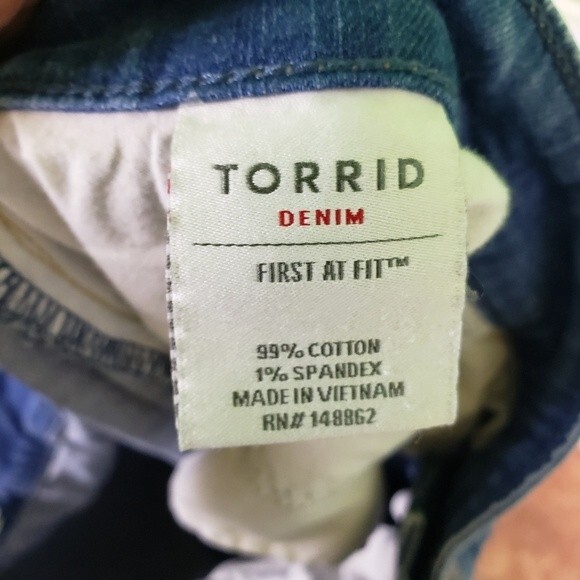 TORRID
DENIM
FIRST AT FIT™
99% COTTON
1% SPANDEX
MADE IN VIETNAM
RN# 148862